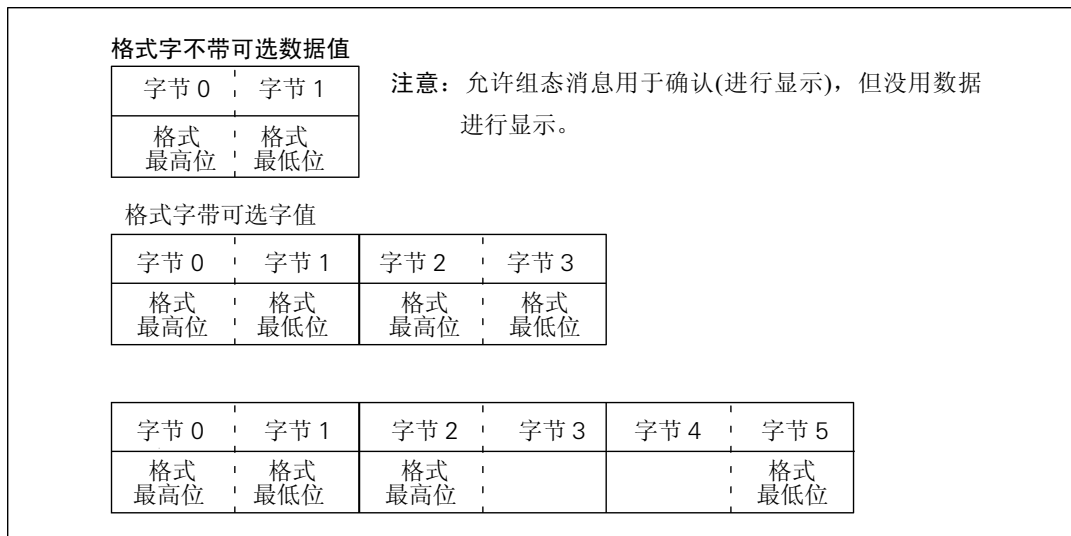 格式字不带可选数据值
字节 0 字节 1
格式 格式
最高位 最低位
注意：允许组态消息用于确认(进行显示)，但没用数据
进行显示。
格式字带可选字值
字节 0 字节 1 字节 2 字节 3
格式 格式 格式 格式
最高位 最低位 最高位 最低位
字节 0 字节 1 字节 2 字节 3 字节 4 字节 5
格式 格式 格式 格式
最高位 最低位 最高位 最低位